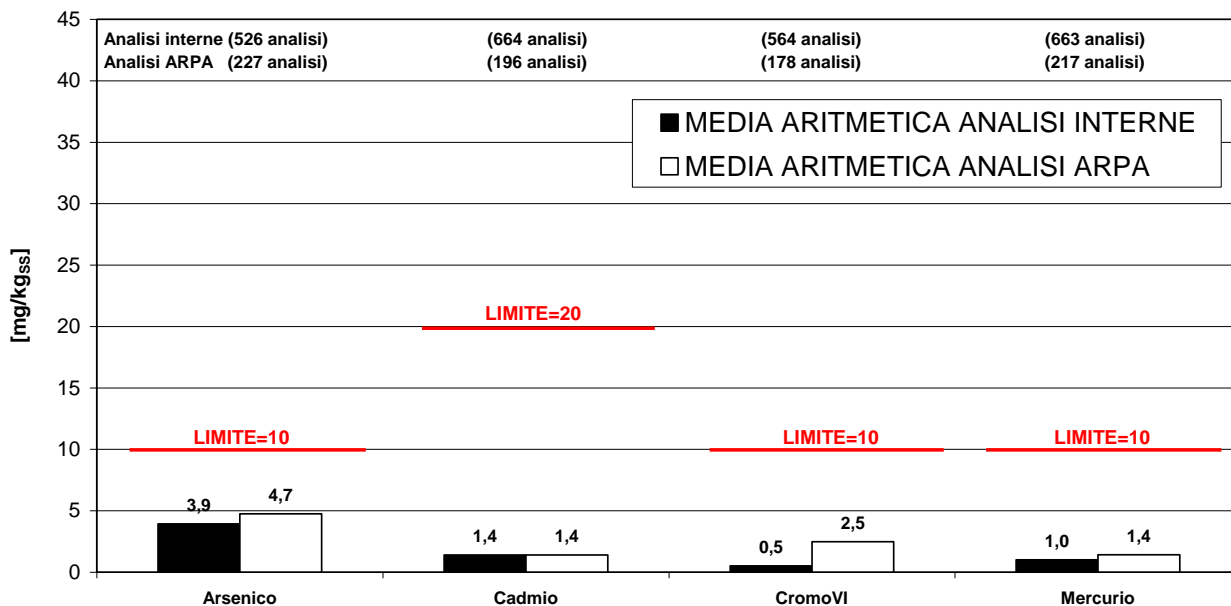 45
Analisi interne (526 analisi) (664 analisi) (564 analisi) (663 analisi)
Analisi ARPA (227 analisi) (196 analisi) (178 analisi) (217 analisi)
40
MEDIA ARITMETICA ANALISI INTERNE
35
MEDIA ARITMETICA ANALISI ARPA
30
25
[mg/kgSS]
LIMITE=20
20
15
LIMITE=10 LIMITE=10 LIMITE=10
10
3,9 4,7 1,4 1,4 0,5 2,5 1,0 1,4
5
0
Arsenico Cadmio CromoVI Mercurio